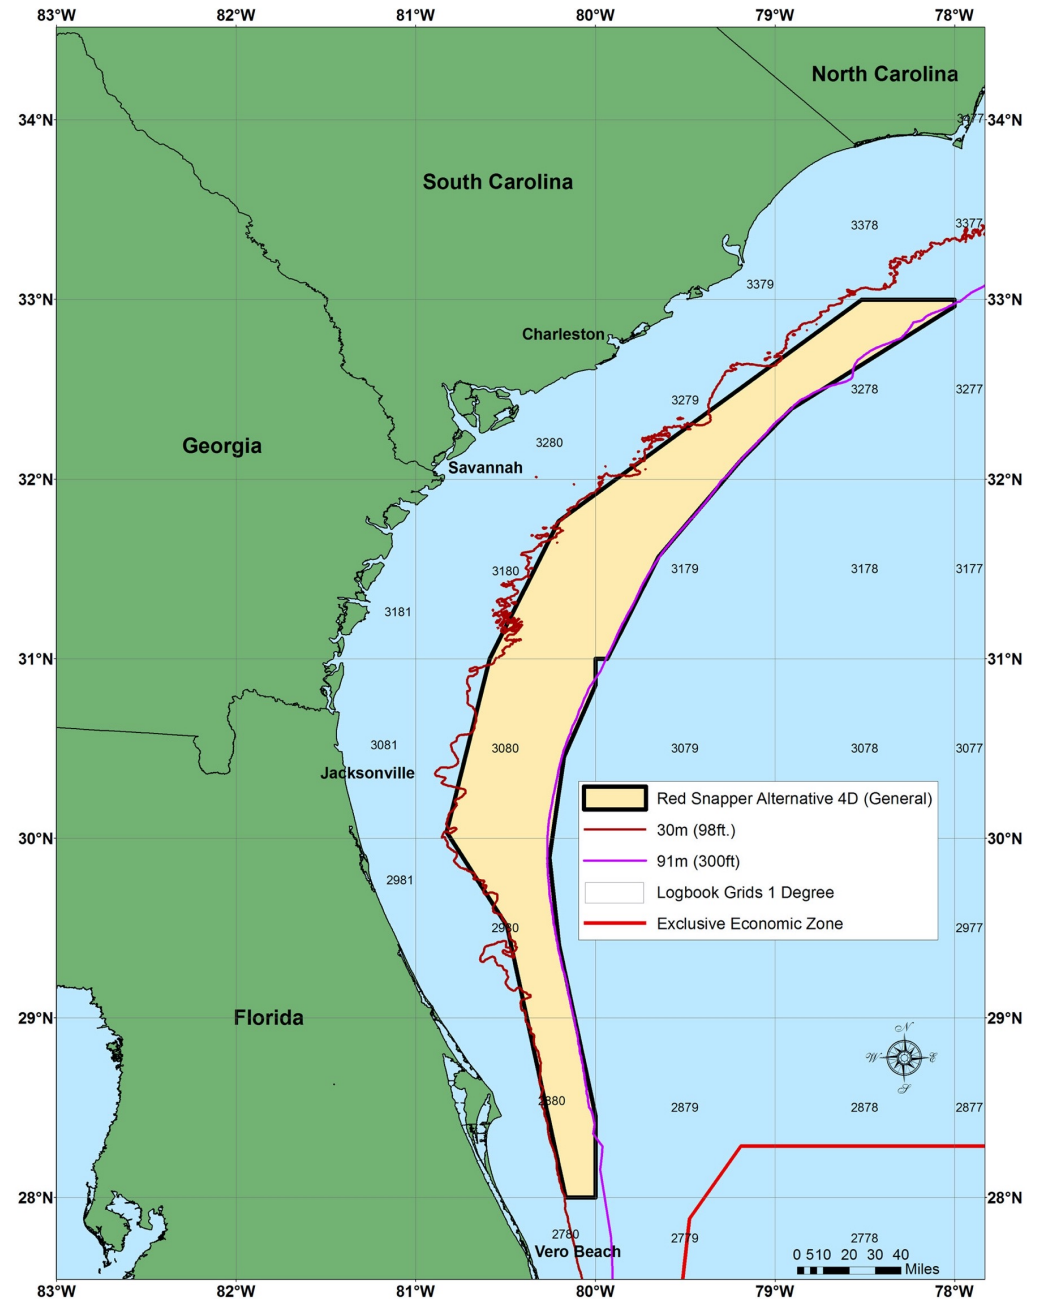 83°W 82°W 81°W 80°W 79°W 78°W
North Carolina
34°N 3477 34°N
South Carolina
3378 3377
3379
33°N 33°N
Charleston
3278 3277
3279
Georgia 3280
Savannah
32°N 32°N
3180 3179 3178 3177
3181
31°N 31°N
3081 3080 3079 3078 3077
Jacksonville
Red Snapper Alternative 4D (General)
30m (98ft.)
30°N 30°N
91m (300ft)
2981
Logbook Grids 1 Degree
Exclusive Economic Zone
2980 2977
29°N Florida 29°N
N
W E
S
2880 2879 2878 2877
28°N 28°N
2780 2779 2778
Vero Beach
0 5 10 20 30 40
Miles
83°W 82°W 81°W 80°W 79°W 78°W